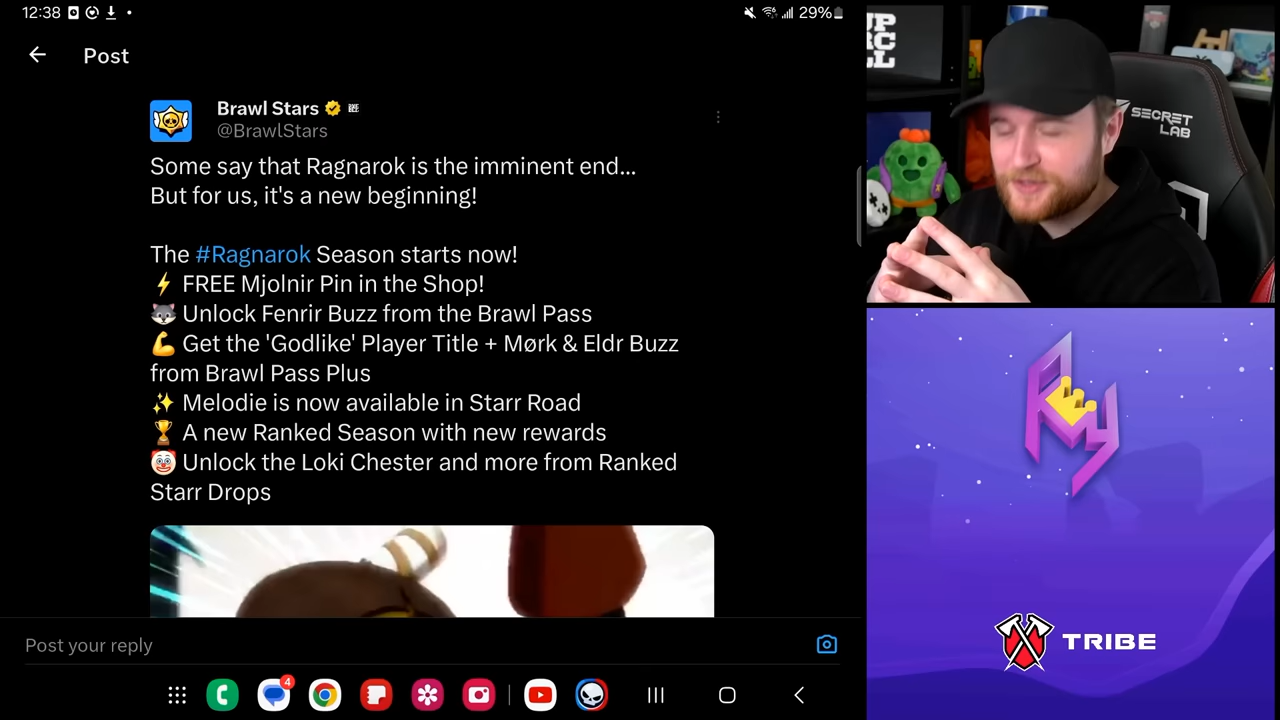 12:38
29%
Post
Brawl Stars
@BrawlStars
Some say that Ragnarok is the imminent end...
But for us, it's a new beginning!
The #Ragnarok Season starts now!
⚡ FREE Mjolnir Pin in the Shop!
🐺 Unlock Fenrir Buzz from the Brawl Pass
💪 Get the 'Godlike' Player Title + Mørk & Eldr Buzz
from Brawl Pass Plus
✨ Melodie is now available in Starr Road
🏆 A new Ranked Season with new rewards
🤡 Unlock the Loki Chester and more from Ranked
Starr Drops
Post your reply
4
SECRET
LAB
Rey
TRIBE